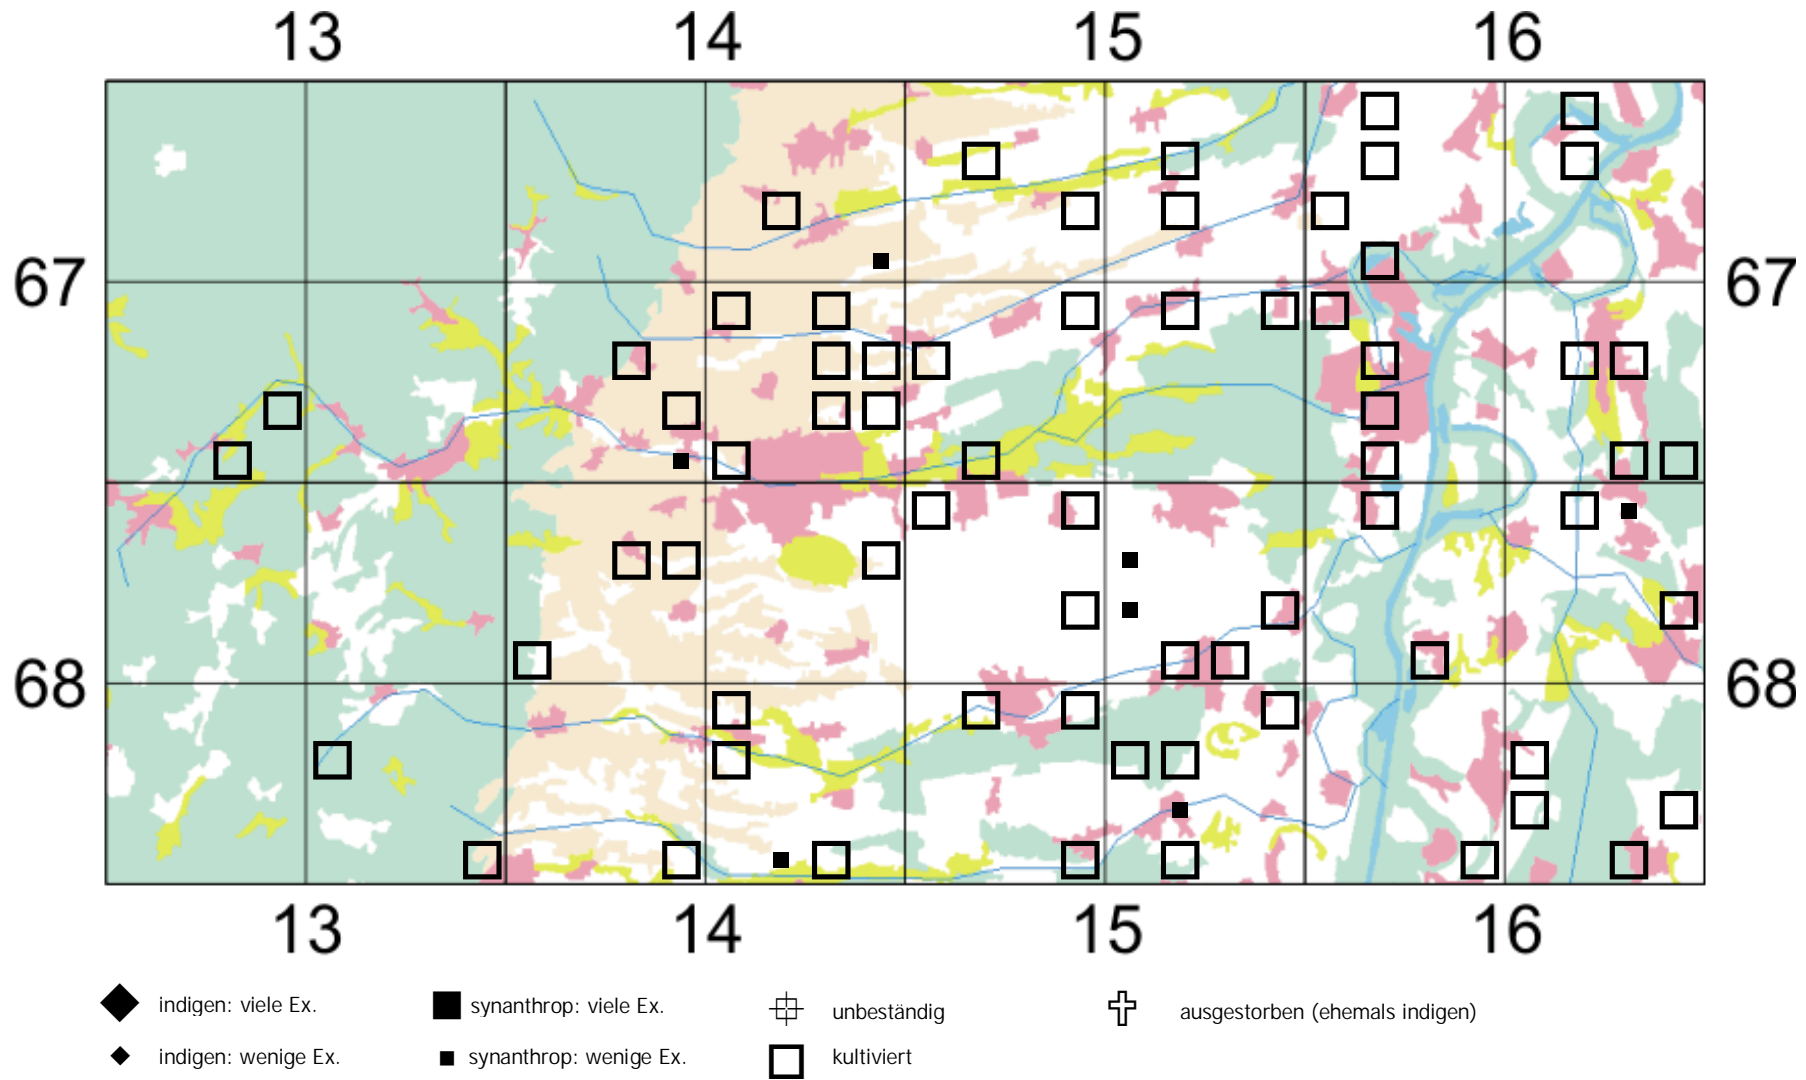 13 14 15 16
67 67
68 68
13 14 15 16
indigen: viele Ex. synanthrop: viele Ex. unbeständig ausgestorben (ehemals indigen)
indigen: wenige Ex. synanthrop: wenige Ex. kultiviert